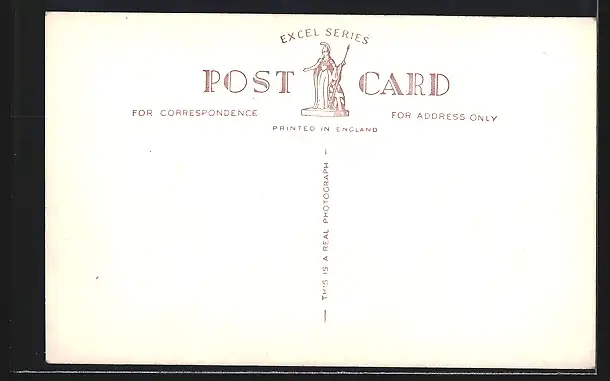 EXCEL SERIES
POST CARD
FOR CORRESPONDENCE
FOR ADDRESS ONLY
PRINTED IN ENGLAND
THIS IS A REAL PHOTOGRAPH